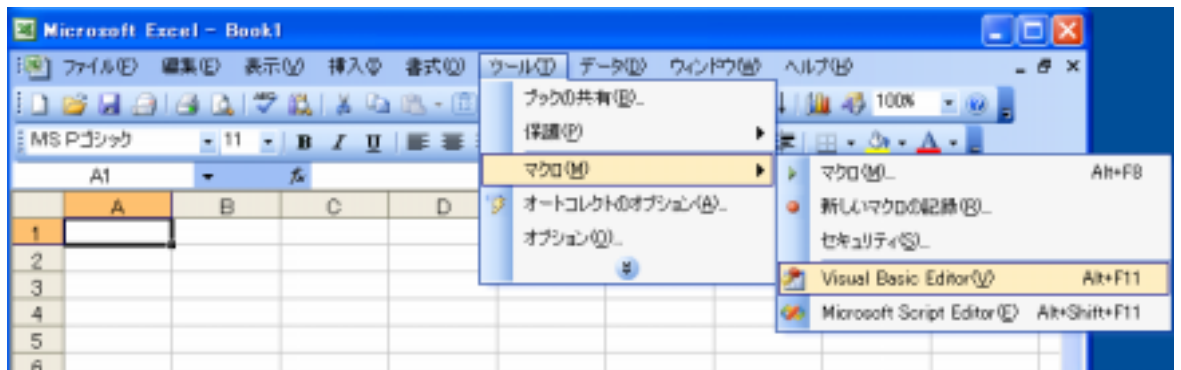 Microsoft Excel - Book1
ファイル(F) 編集(E) 表示(V) 挿入(I) 書式(O) ツール(T) データ(D) ウィンドウ(W) ヘルプ(H)
100%
MS Pゴシック 11 B I U A
A1 fx
A B C D
1
2
3
4
5
6
ブックの共有(B)...
保護(P)
マクロ(M)
オートコレクトのオプション(A)...
オプション(O)...
マクロ(M)... Alt+F8
新しいマクロの記録(R)...
セキュリティ(S)...
Visual Basic Editor(V) Alt+F11
Microsoft Script Editor(E) Alt+Shift+F11